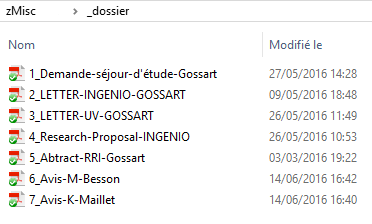 zMisc > _dossier
Modifié le
1_Demande-séjour-d'étude-Gossart 27/05/2016 14:28
2_LETTER-INGENIO-GOSSART 09/05/2016 18:48
3_LETTER-UV-GOSSART 26/05/2016 11:49
4_Research-Proposal-INGENIO 26/05/2016 10:53
5_Abtract-RRI-Gossart 03/03/2016 19:22
6_Avis-M-Besson 14/06/2016 16:42
7_Avis-K-Maillet 14/06/2016 16:40